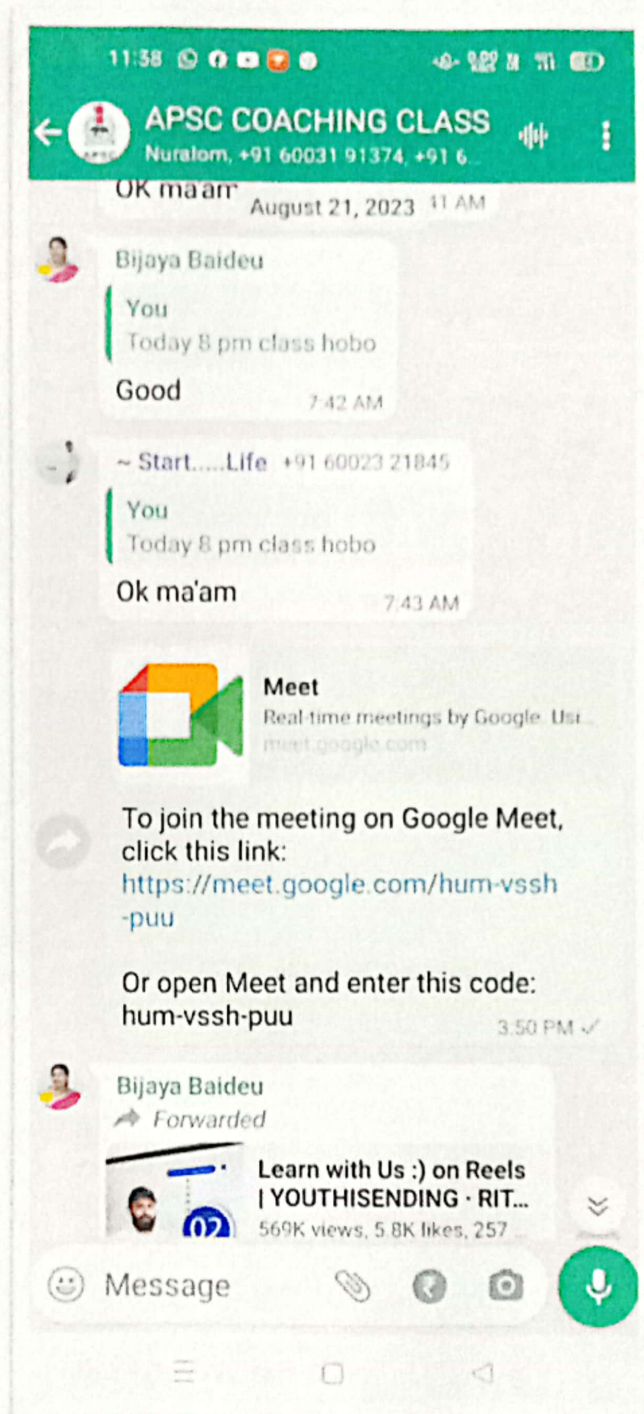 11:58
APSC COACHING CLASS
Nuralom, +91 60031 91374, +91 6...
OK ma'am
August 21, 2023 11 AM
Bijaya Baideu
You
Today 8 pm class hobo
Good
7:42 AM
~ Start.....Life +91 60023 21845
You
Today 8 pm class hobo
Ok ma'am
7:43 AM
Meet
Real-time meetings by Google. Usi...
meet.google.com
To join the meeting on Google Meet,
click this link:
https://meet.google.com/hum-vssh
-puu
Or open Meet and enter this code:
hum-vssh-puu
3:50 PM
Bijaya Baideu
Forwarded
Learn with Us :) on Reels
| YOUTHISENDING · RIT...
02
569K views, 5.8K likes, 257 ...
Message